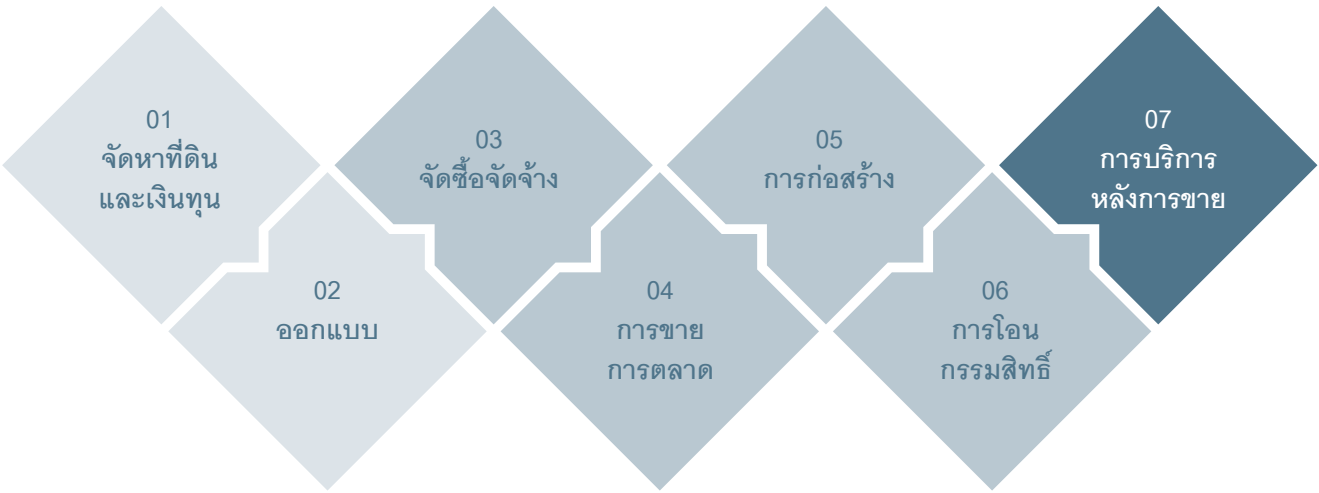 01
จัดหาที่ดิน
และเงินทุน
02
ออกแบบ
03
จัดซื้อจัดจ้าง
04
การขาย
การตลาด
05
การก่อสร้าง
06
การโอน
กรรมสิทธิ์
07
การบริการ
หลังการขาย